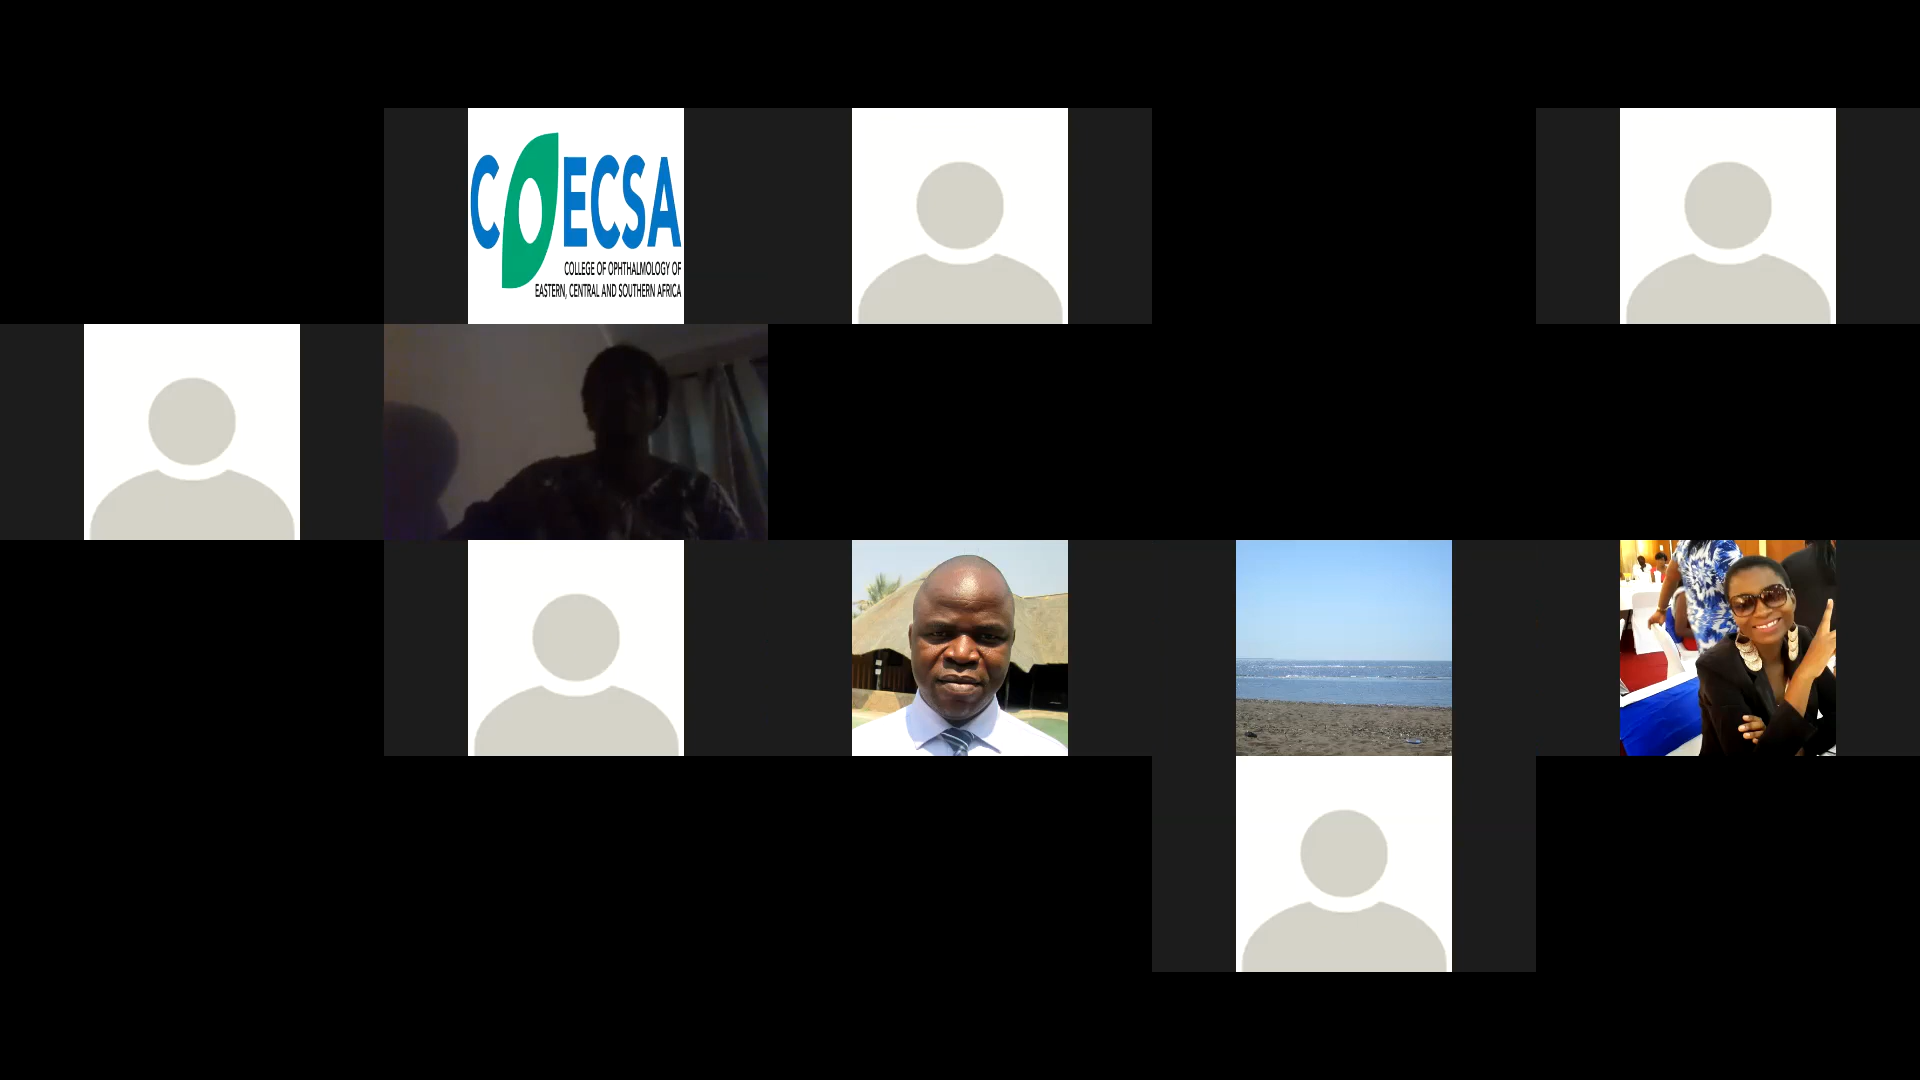 COECSA
COLLEGE OF OPHTHALMOLOGY OF
EASTERN, CENTRAL AND SOUTHERN AFRICA